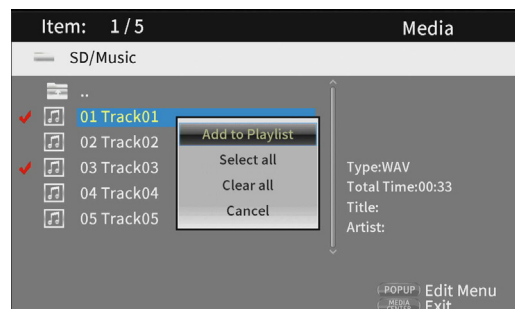 Item: 1/5 Media
SD/Music
..
01 Track01
02 Track02
03 Track03
04 Track04
05 Track05
Add to Playlist
Select all
Clear all
Cancel
Type:WAV
Total Time:00:33
Title:
Artist:
POPUP Edit Menu
MEDIA CENTER Exit